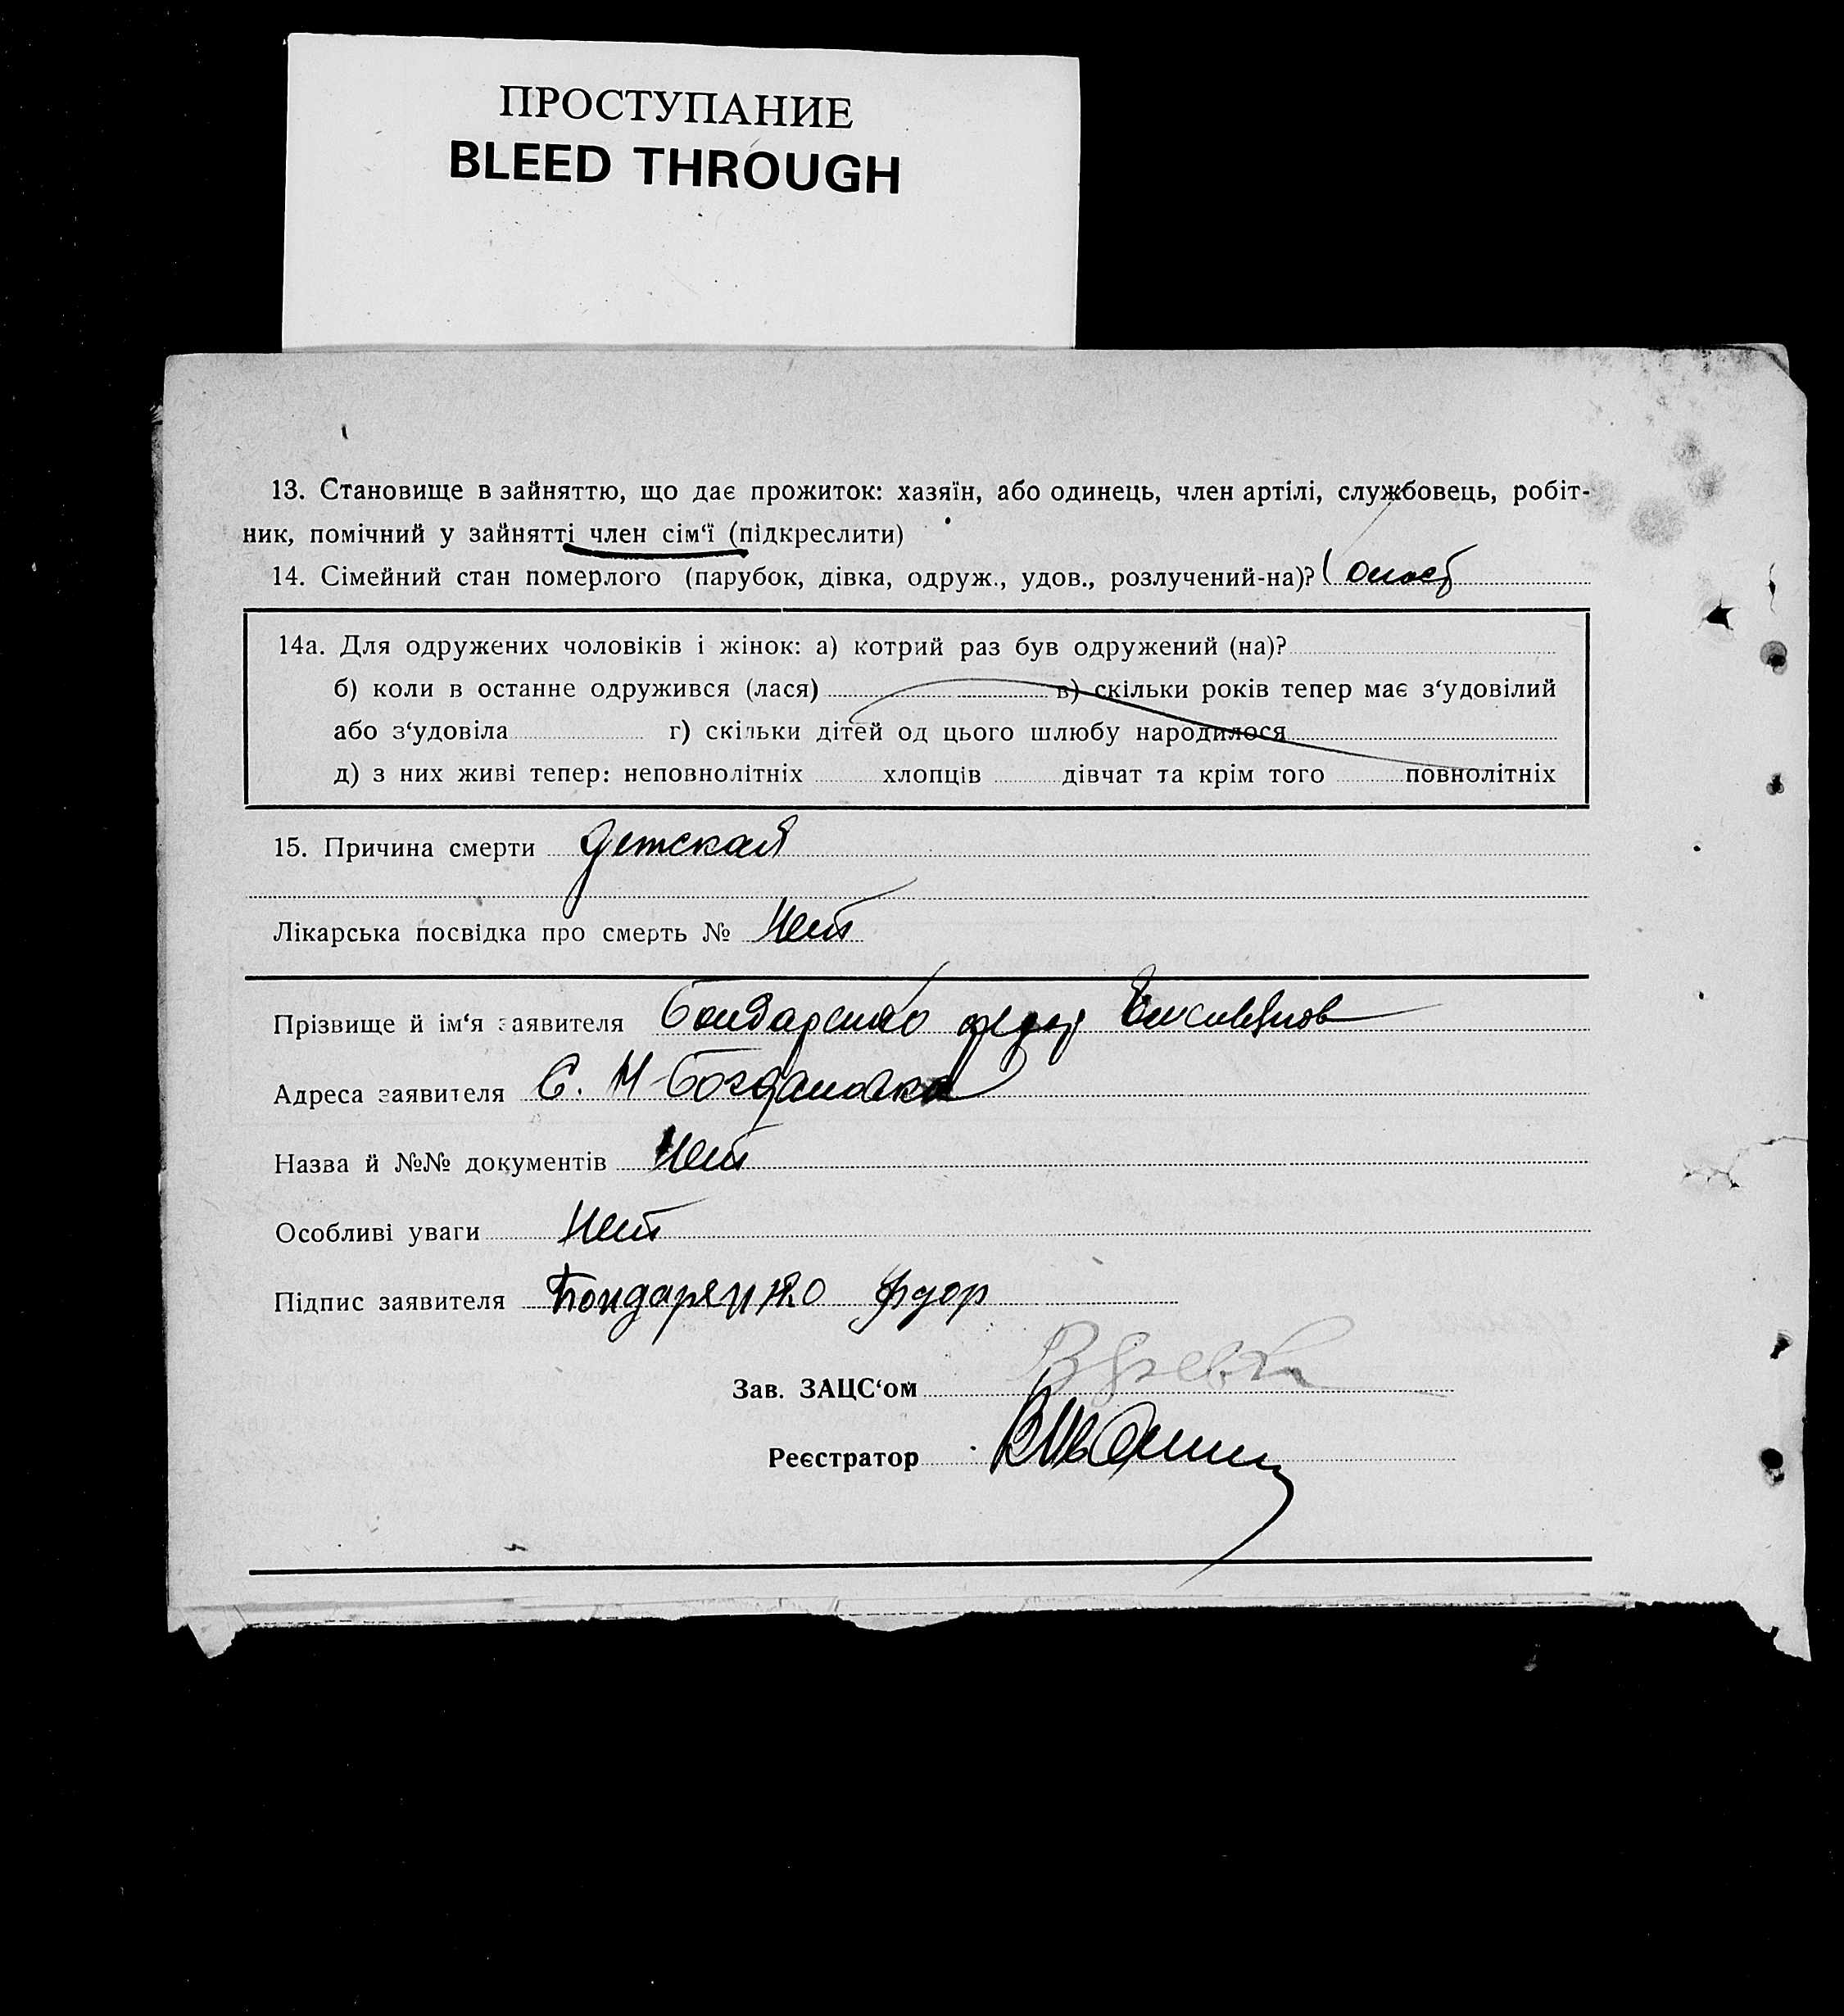 ПРОСТУПАНИЕ
BLEED THROUGH
13. Становище в зайняттю, що дає прожиток: хазяїн, або одинець, член артілі, службовець, робіт-
ник, помічний у зайнятті член сім‘ї (підкреслити)
14. Сімейний стан померлого (парубок, дівка, одруж., удов., розлучений-на)?
14а. Для одружених чоловіків і жінок: а) котрий раз був одружений (на)?
б) коли в останне одружився (лася) в) скільки років тепер має з‘удовілий
або з‘удовіла г) скільки дітей од цього шлюбу народилося
д) з них живі тепер: неповнолітніх хлопців дівчат та крім того повнолітніх
15. Причина смерти детская
Лікарська посвідка про смерть № Нет
Прізвище й ім‘я заявителя Бондаренко
Адреса заявителя С. Н-Богдановка
Назва й №№ документів Нет
Особливі уваги Нет
Підпис заявителя Бондарянко Фдор
Зав. ЗАЦС‘ом
Реєстратор